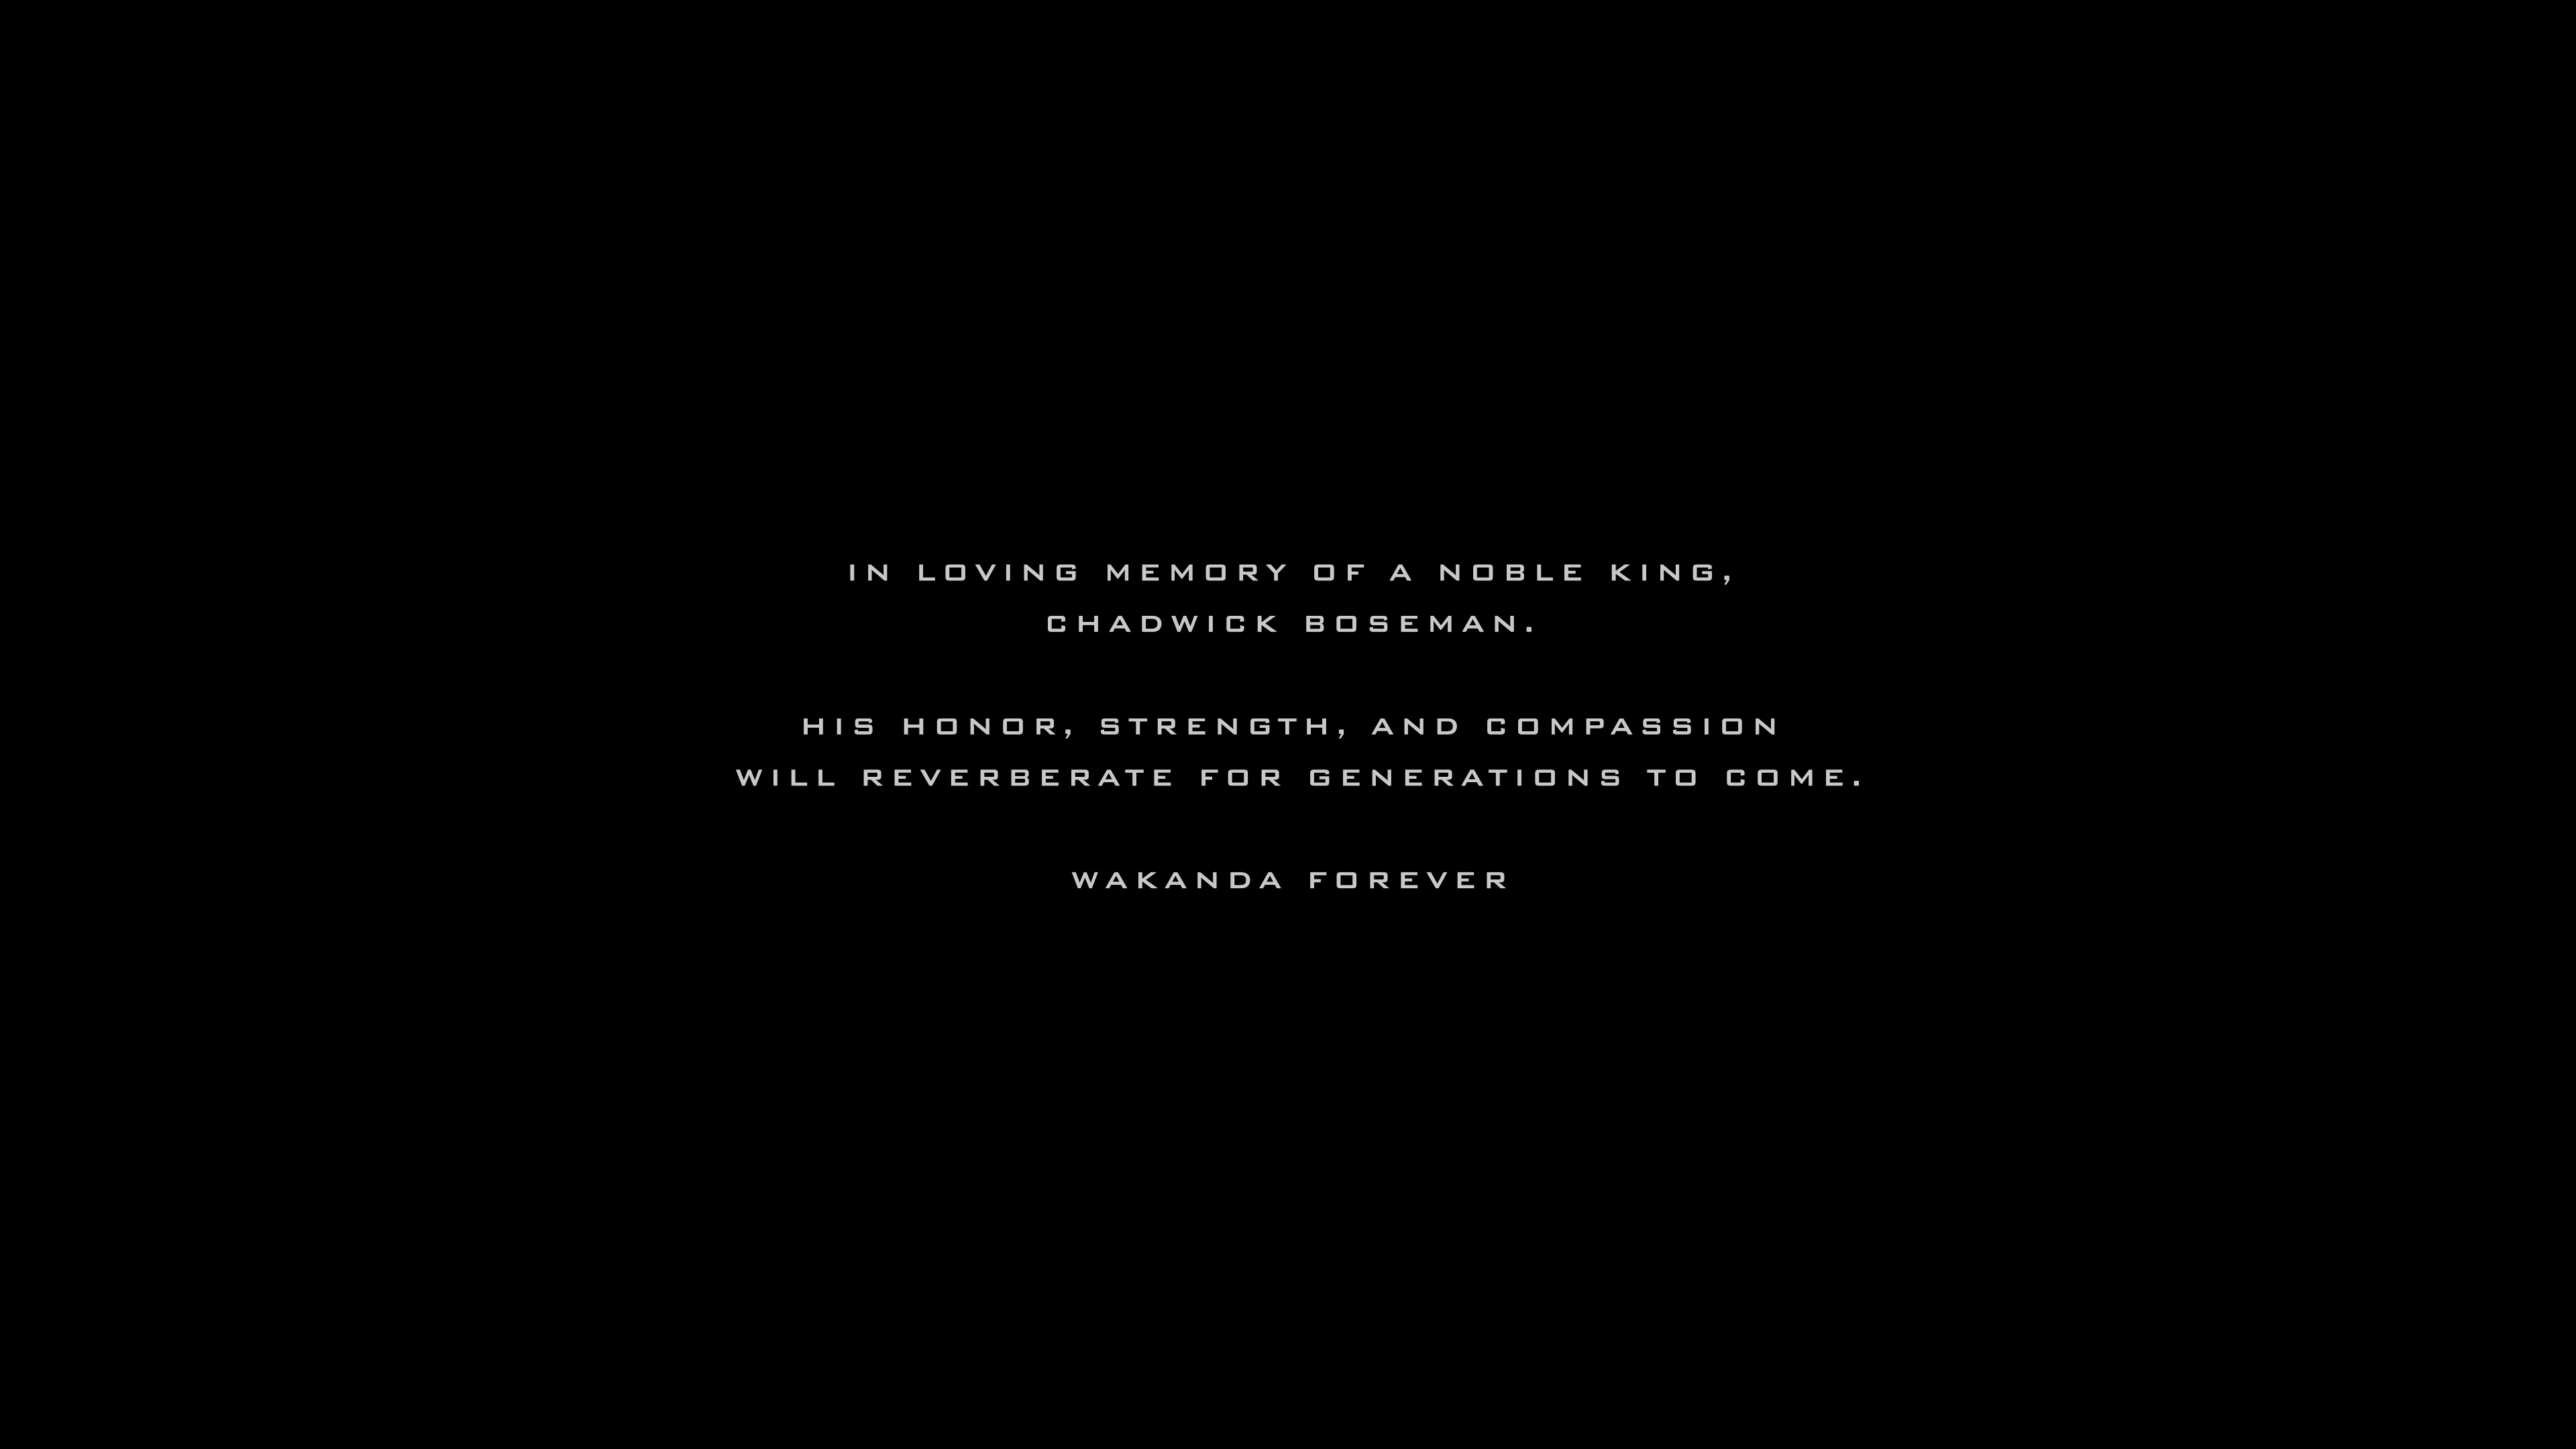 IN LOVING MEMORY OF A NOBLE KING,
CHADWICK BOSEMAN.
HIS HONOR, STRENGTH, AND COMPASSION
WILL REVERBERATE FOR GENERATIONS TO COME.
WAKANDA FOREVER